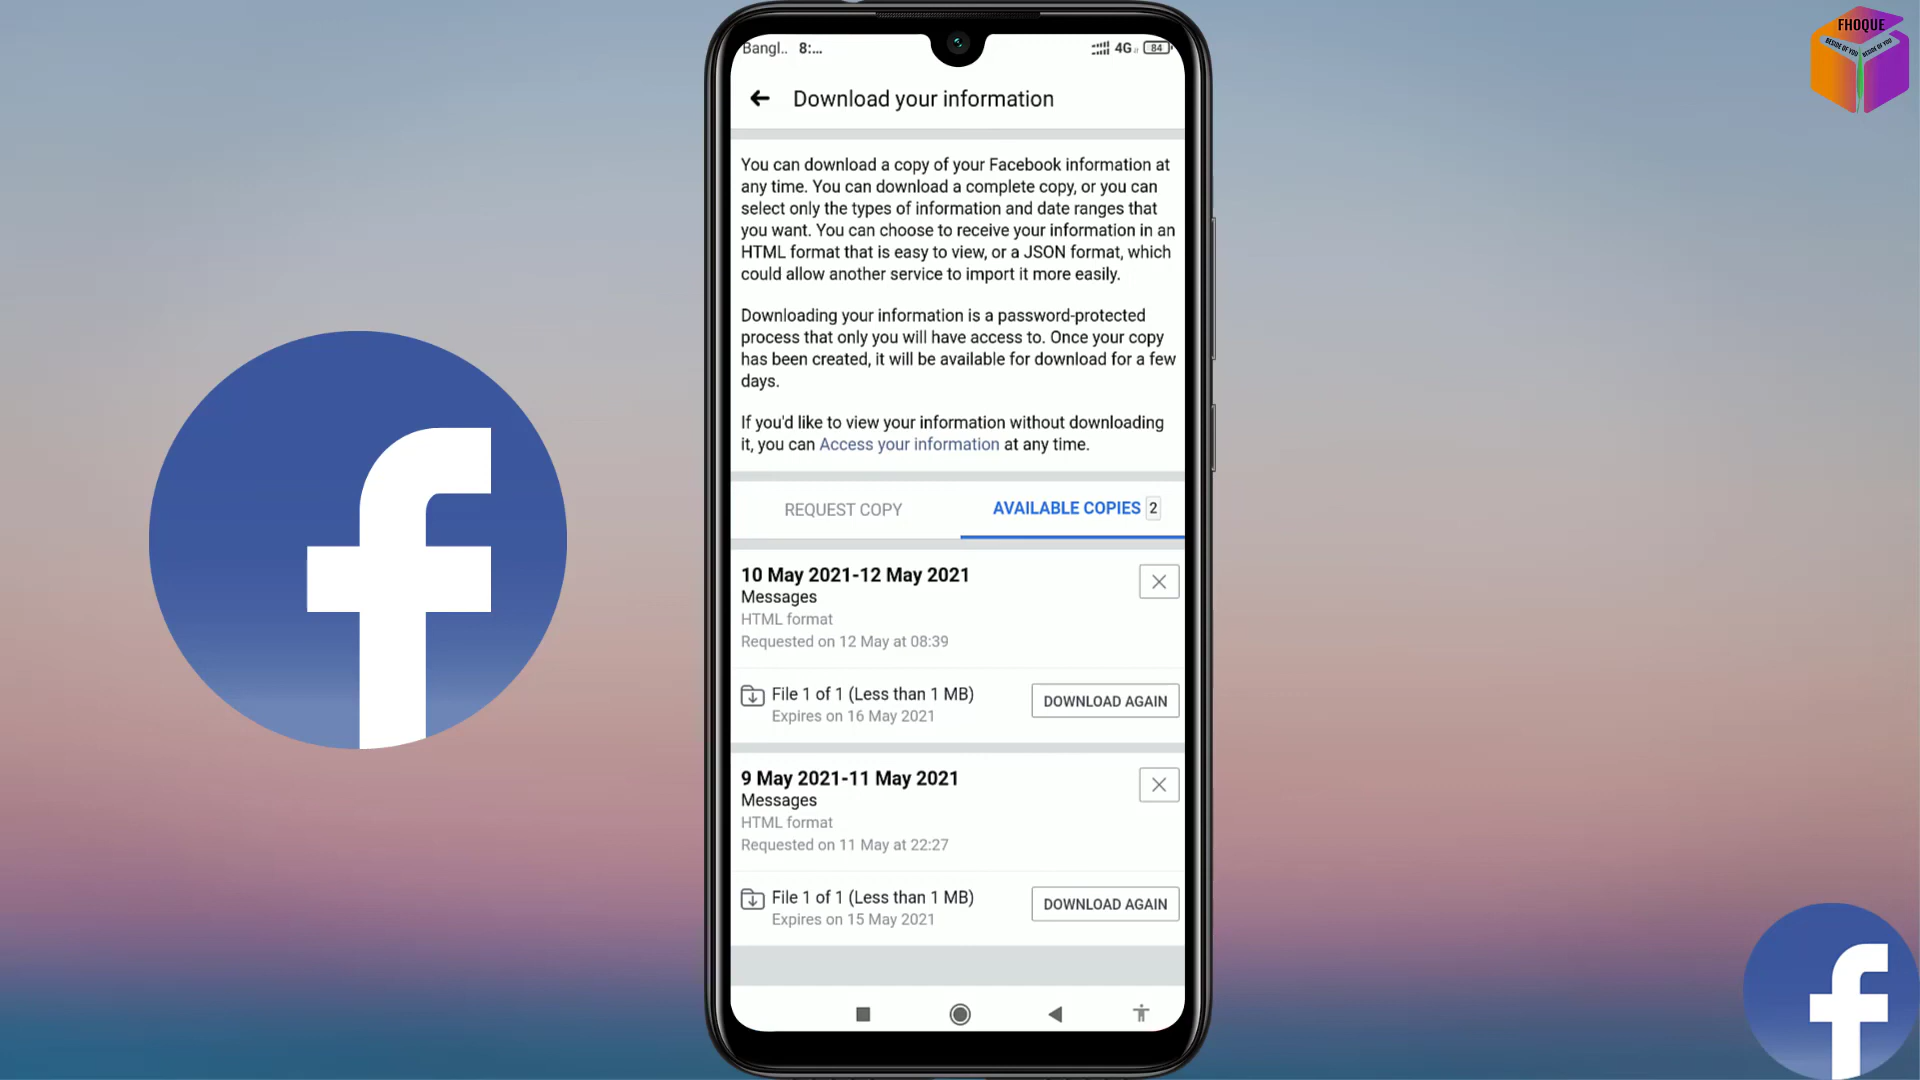 FHOQUE
BESIDE OF YOU BESIDE OF YOU
Bangl.. 8:... 4G 84
Download your information
You can download a copy of your Facebook information at
any time. You can download a complete copy, or you can
select only the types of information and date ranges that
you want. You can choose to receive your information in an
HTML format that is easy to view, or a JSON format, which
could allow another service to import it more easily.
Downloading your information is a password-protected
process that only you will have access to. Once your copy
has been created, it will be available for download for a few
days.
If you'd like to view your information without downloading
it, you can Access your information at any time.
REQUEST COPY AVAILABLE COPIES 2
10 May 2021-12 May 2021
Messages
HTML format
Requested on 12 May at 08:39
File 1 of 1 (Less than 1 MB)
Expires on 16 May 2021
DOWNLOAD AGAIN
9 May 2021-11 May 2021
Messages
HTML format
Requested on 11 May at 22:27
File 1 of 1 (Less than 1 MB)
Expires on 15 May 2021
DOWNLOAD AGAIN